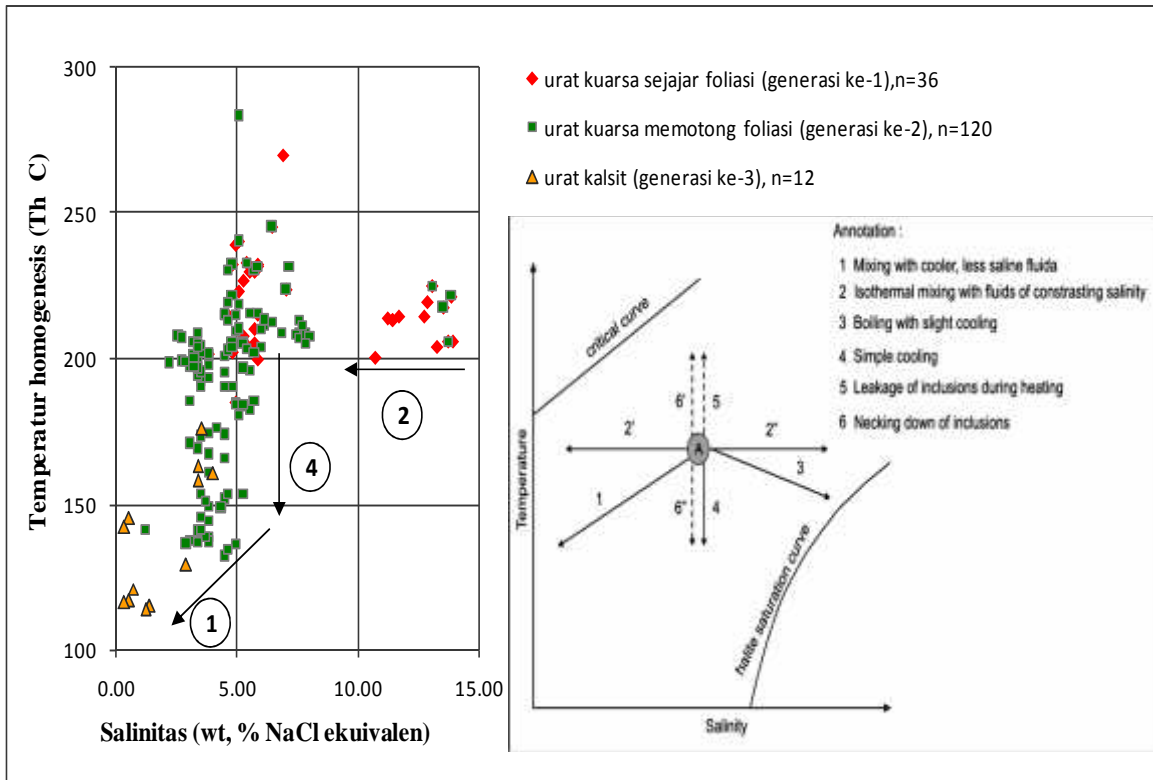 Temperatur homogenesis (Th C)
300
250
200
150
100
0.00
5.00
10.00
15.00
Salinitas (wt, % NaCl ekuivalen)
2
4
1
urat kuarsa sejajar foliasi (generasi ke-1),n=36
urat kuarsa memotong foliasi (generasi ke-2), n=120
urat kalsit (generasi ke-3), n=12
Annotation :
1 Mixing with cooler, less saline fluida
2 Isothermal mixing with fluids of constrasting salinity
3 Boiling with slight cooling
4 Simple cooling
5 Leakage of inclusions during heating
6 Necking down of inclusions
critical curve
6' 5
2' A 2"
3
1
6" 4
Temperature
halite saturation curve
Salinity